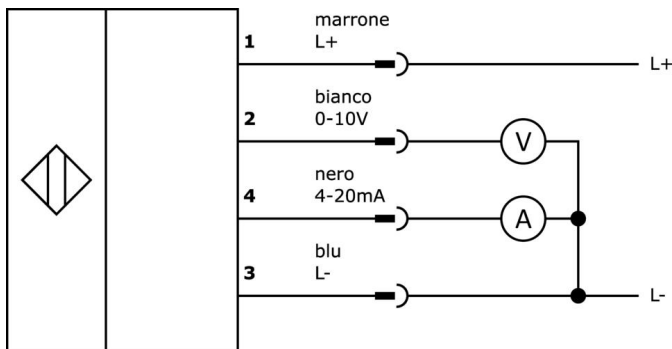 marrone
1 L+
L+
bianco
2 0-10V
V
nero
4 4-20mA
A
blu
3 L-
L-